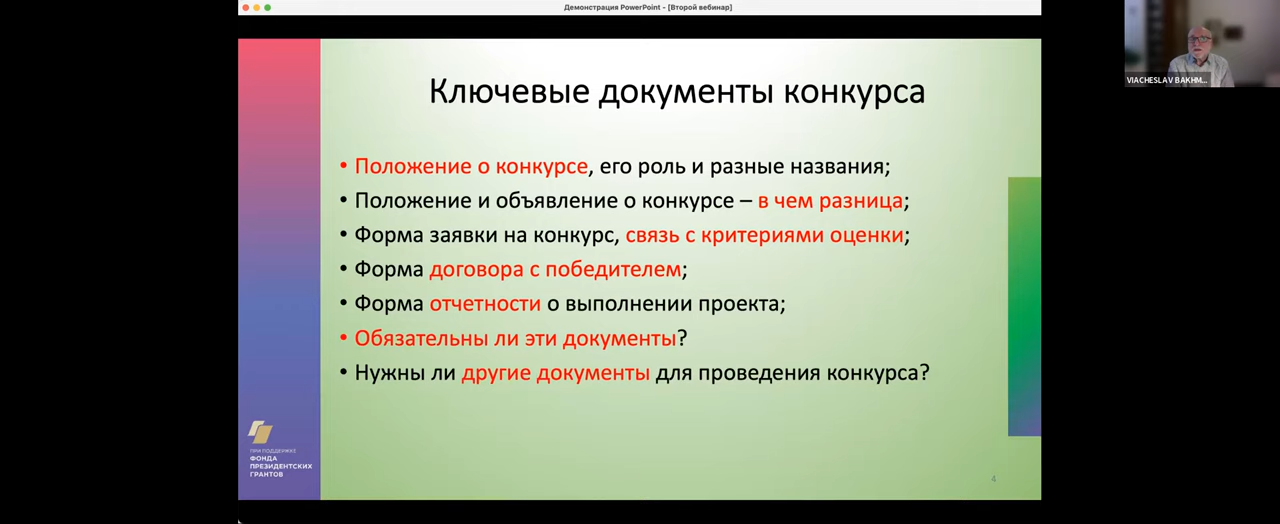 Демонстрация PowerPoint - [Второй вебинар]
VIACHESLAV BAKHM...
Ключевые документы конкурса
• Положение о конкурсе, его роль и разные названия;
• Положение и объявление о конкурсе – в чем разница;
• Форма заявки на конкурс, связь с критериями оценки;
• Форма договора с победителем;
• Форма отчетности о выполнении проекта;
• Обязательны ли эти документы?
• Нужны ли другие документы для проведения конкурса?
ПРИ ПОДДЕРЖКЕ
ФОНДА
ПРЕЗИДЕНТСКИХ
ГРАНТОВ
4